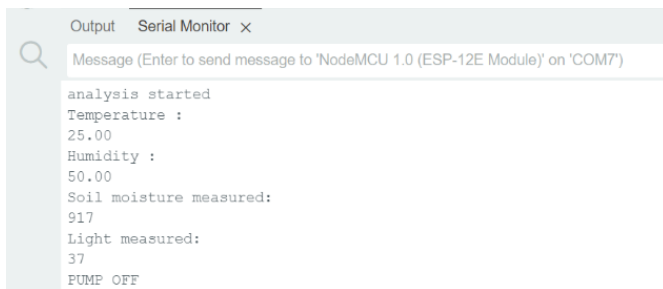 Output Serial Monitor ×
Message (Enter to send message to 'NodeMCU 1.0 (ESP-12E Module)' on 'COM7')
analysis started
Temperature :
25.00
Humidity :
50.00
Soil moisture measured:
917
Light measured:
37
PUMP OFF